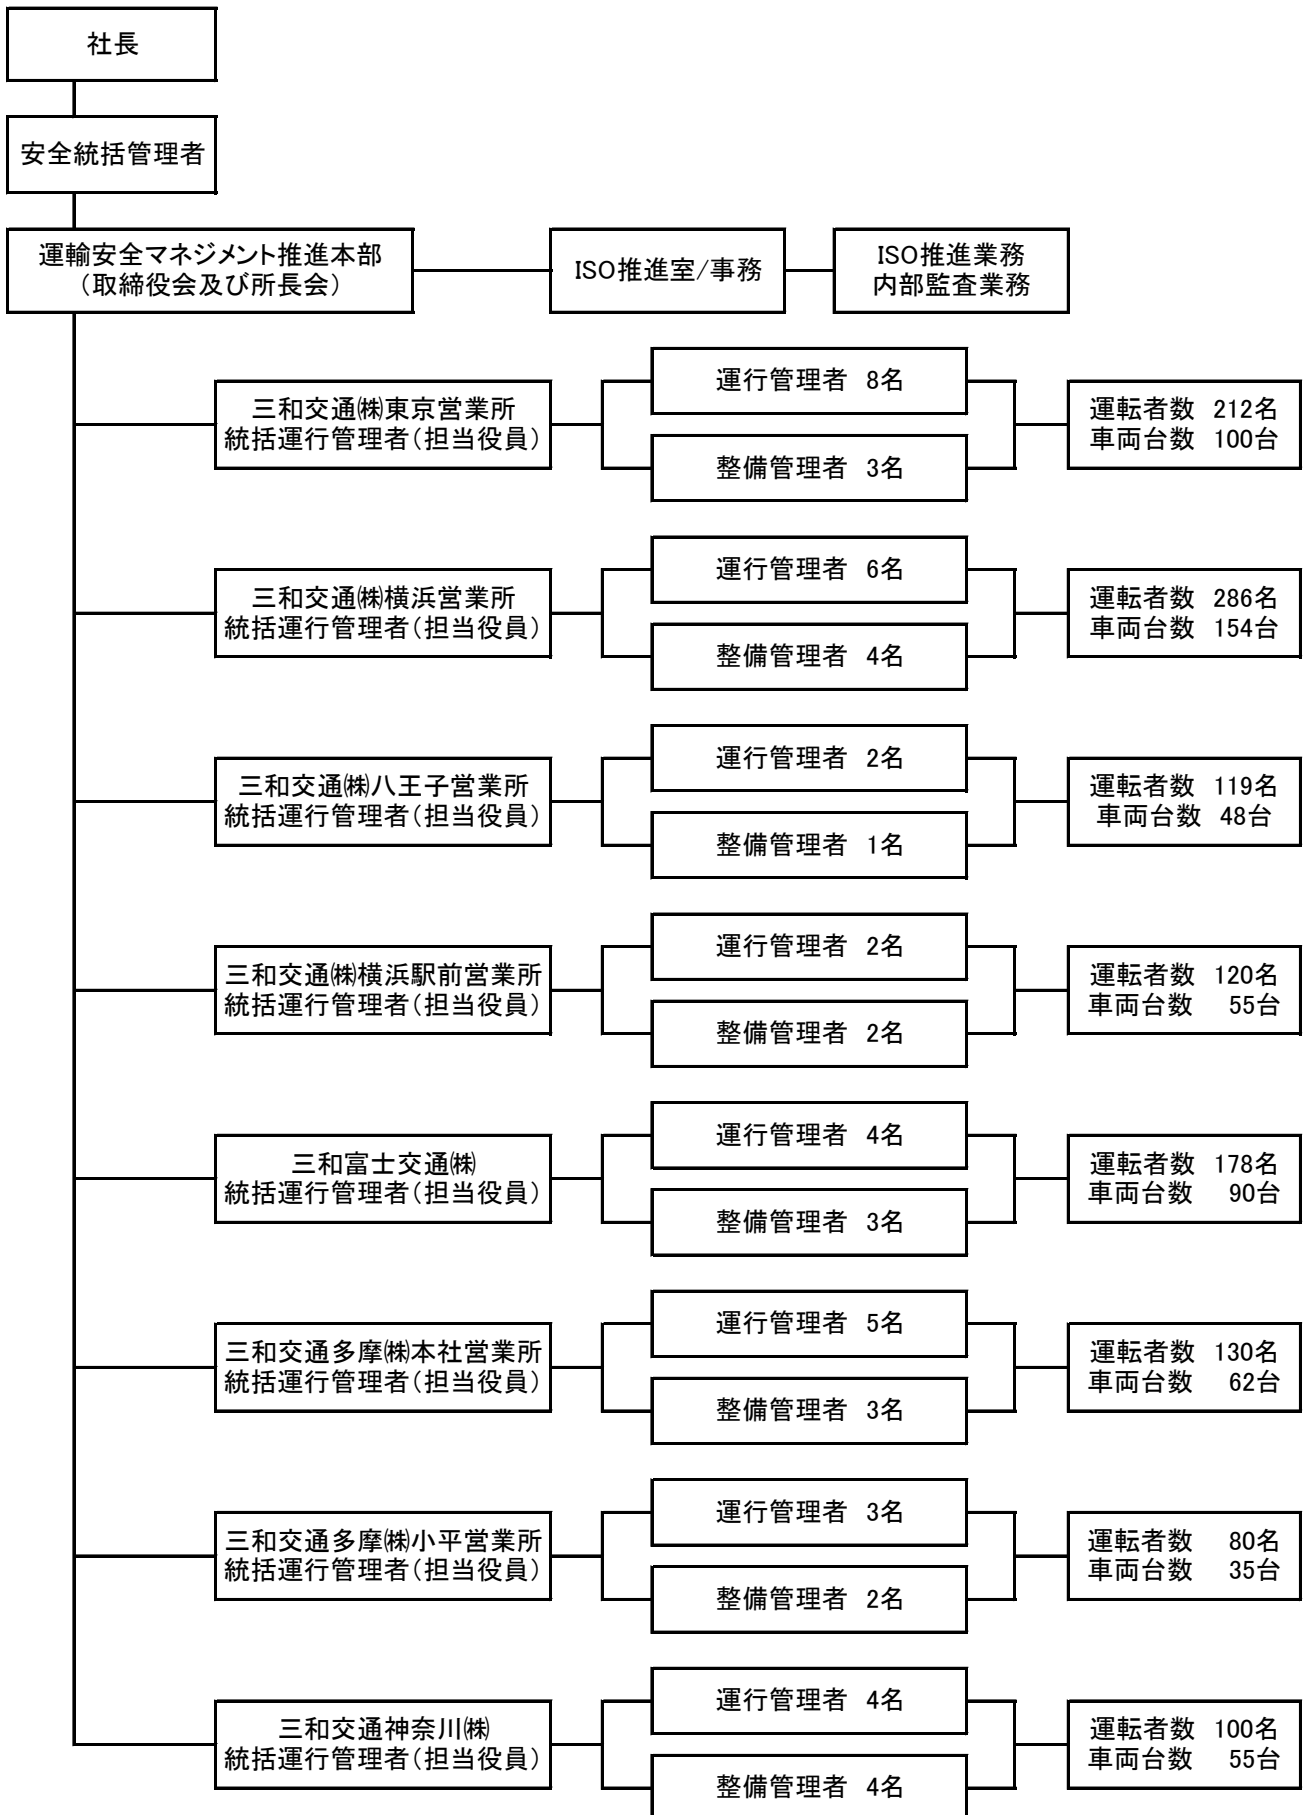 社長
安全統括管理者
運輸安全マネジメント推進本部
（取締役会及び所長会）
ISO推進室/事務
ISO推進業務
内部監査業務
三和交通㈱東京営業所
統括運行管理者（担当役員）
運行管理者 8名
整備管理者 3名
運転者数 212名
車両台数 100台
三和交通㈱横浜営業所
統括運行管理者（担当役員）
運行管理者 6名
整備管理者 4名
運転者数 286名
車両台数 154台
三和交通㈱八王子営業所
統括運行管理者（担当役員）
運行管理者 2名
整備管理者 1名
運転者数 119名
車両台数 48台
三和交通㈱横浜駅前営業所
統括運行管理者（担当役員）
運行管理者 2名
整備管理者 2名
運転者数 120名
車両台数 55台
三和富士交通㈱
統括運行管理者（担当役員）
運行管理者 4名
整備管理者 3名
運転者数 178名
車両台数 90台
三和交通多摩㈱本社営業所
統括運行管理者（担当役員）
運行管理者 5名
整備管理者 3名
運転者数 130名
車両台数 62台
三和交通多摩㈱小平営業所
統括運行管理者（担当役員）
運行管理者 3名
整備管理者 2名
運転者数 80名
車両台数 35台
三和交通神奈川㈱
統括運行管理者（担当役員）
運行管理者 4名
整備管理者 4名
運転者数 100名
車両台数 55台